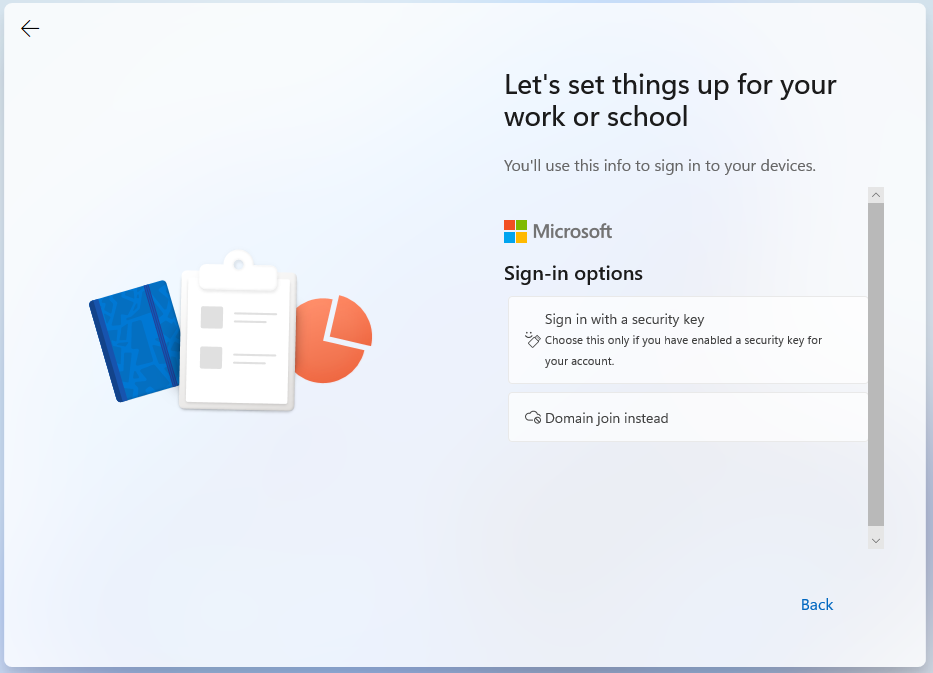 Let's set things up for your
work or school
You'll use this info to sign in to your devices.
Microsoft
Sign-in options
Sign in with a security key
Choose this only if you have enabled a security key for
your account.
Domain join instead
Back